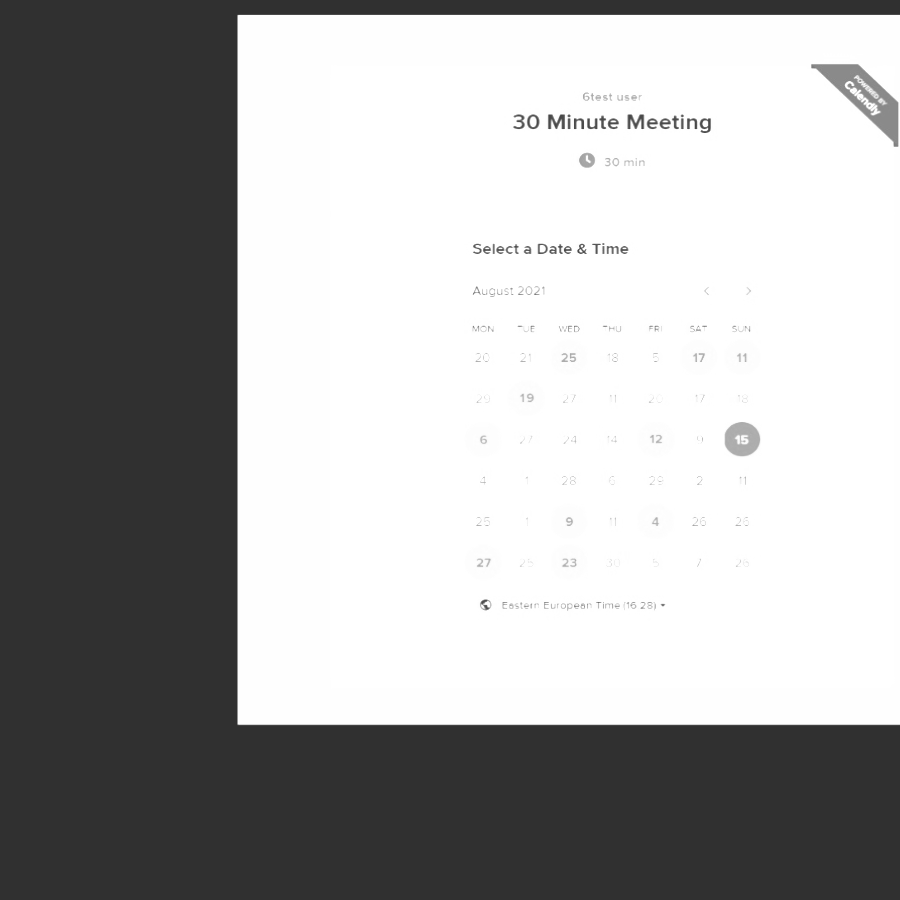 POWERED BY
Calendly
6test user
30 Minute Meeting
30 min
Select a Date & Time
August 2021
MON TUE WED THU FRI SAT SUN
20 21 25 18 5 17 11
29 19 27 11 20 17 18
6 27 24 14 12 9 15
4 1 28 6 29 2 11
25 1 9 11 4 26 26
27 26 23 30 5 7 26
Eastern European Time (16:28)